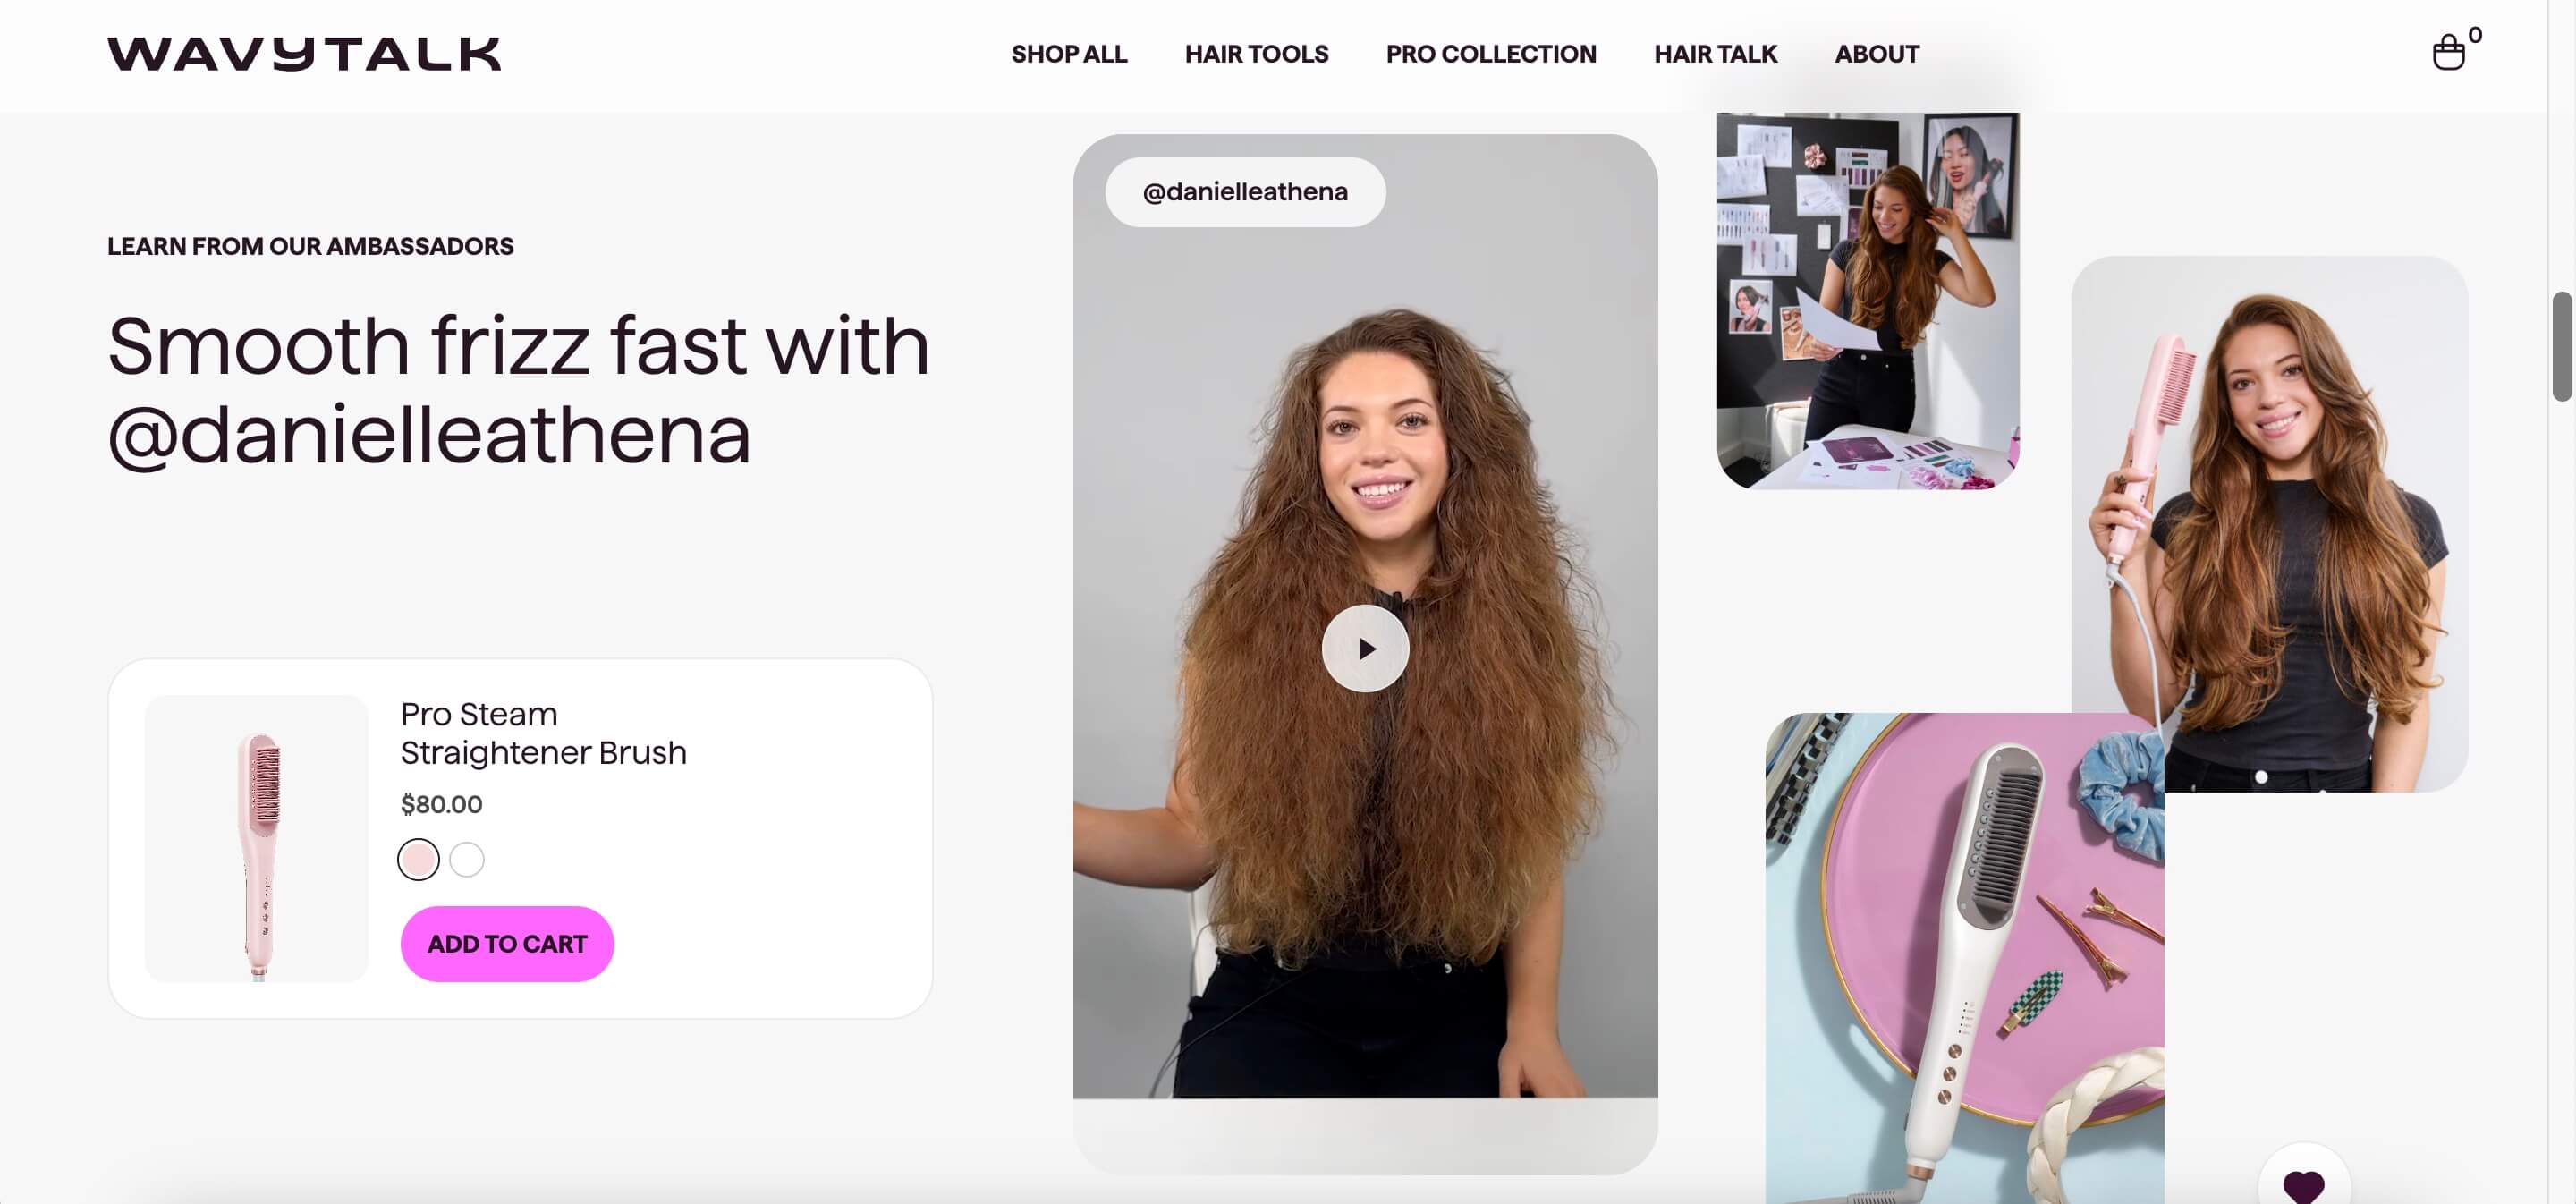 WAVYTALK
SHOP ALL
HAIR TOOLS
PRO COLLECTION
HAIR TALK
ABOUT
0
LEARN FROM OUR AMBASSADORS
Smooth frizz fast with
@danielleathena
Pro Steam
Straightener Brush
$80.00
ADD TO CART
@danielleathena